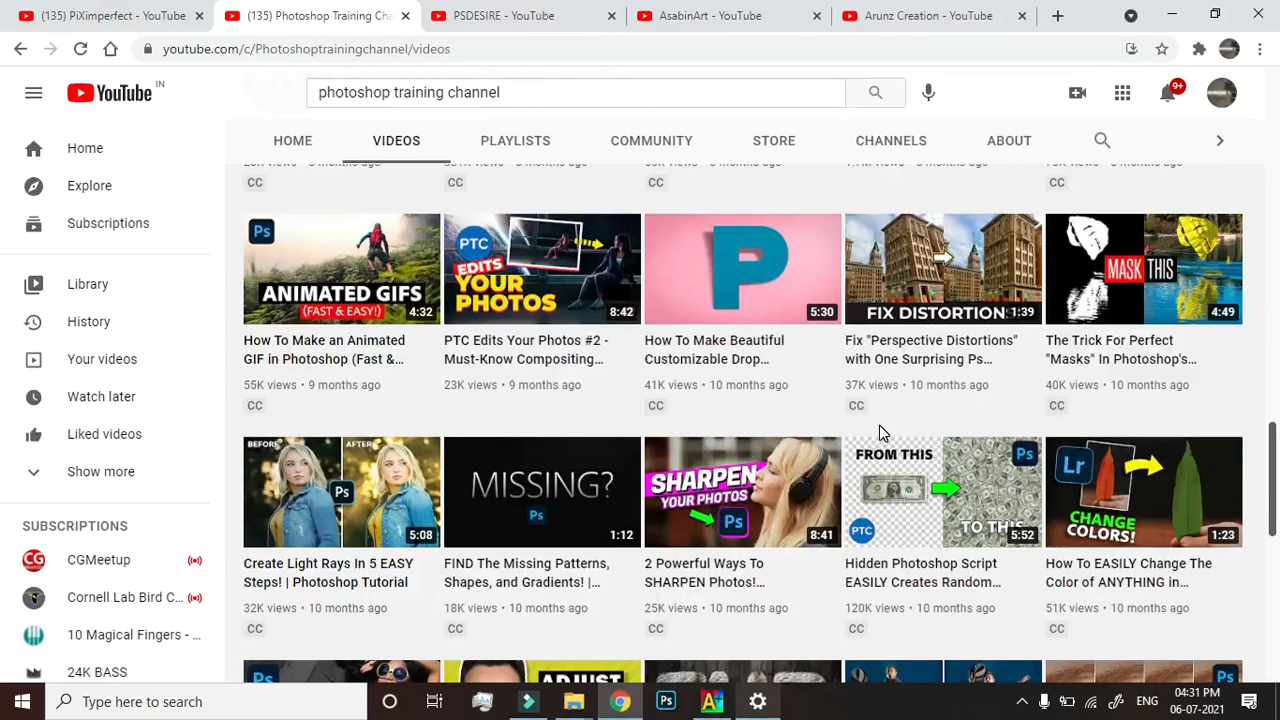 (135) PiXimperfect - YouTube
(135) Photoshop Training Cha
PSDESIRE - YouTube
AsabinArt - YouTube
Arunz Creation - YouTube
youtube.com/c/Photoshoptrainingchannel/videos
YouTube IN
photoshop training channel
9+
HOME
VIDEOS
PLAYLISTS
COMMUNITY
STORE
CHANNELS
ABOUT
Home
Explore
Subscriptions
Library
History
Your videos
Watch later
Liked videos
Show more
SUBSCRIPTIONS
CGMeetup
Cornell Lab Bird C...
10 Magical Fingers - ...
24K BASS
CC
CC
CC
CC
CC
Ps
ANIMATED GIFS
(FAST & EASY!)
4:32
How To Make an Animated
GIF in Photoshop (Fast &...
55K views • 9 months ago
CC
PTC
EDITS
YOUR
PHOTOS
8:42
PTC Edits Your Photos #2 -
Must-Know Compositing...
23K views • 9 months ago
P
5:30
How To Make Beautiful
Customizable Drop...
41K views • 10 months ago
CC
FIX DISTORTION
1:39
Fix "Perspective Distortions"
with One Surprising Ps...
37K views • 10 months ago
CC
MASK THIS
4:49
The Trick For Perfect
"Masks" In Photoshop's...
40K views • 10 months ago
CC
BEFORE
AFTER
Ps
5:08
Create Light Rays In 5 EASY
Steps! | Photoshop Tutorial
32K views • 10 months ago
CC
MISSING?
Ps
1:12
FIND The Missing Patterns,
Shapes, and Gradients! |...
18K views • 10 months ago
CC
SHARPEN
YOUR PHOTOS
Ps
8:41
2 Powerful Ways To
SHARPEN Photos!...
25K views • 10 months ago
CC
FROM THIS
Ps
PTC
TO THIS
5:52
Hidden Photoshop Script
EASILY Creates Random...
120K views • 10 months ago
CC
Lr
CHANGE
COLORS!
1:23
How To EASILY Change The
Color of ANYTHING in...
51K views • 10 months ago
CC
Ps
ADJUST
Ps
Type here to search
Ps
ENG
04:31 PM
06-07-2021